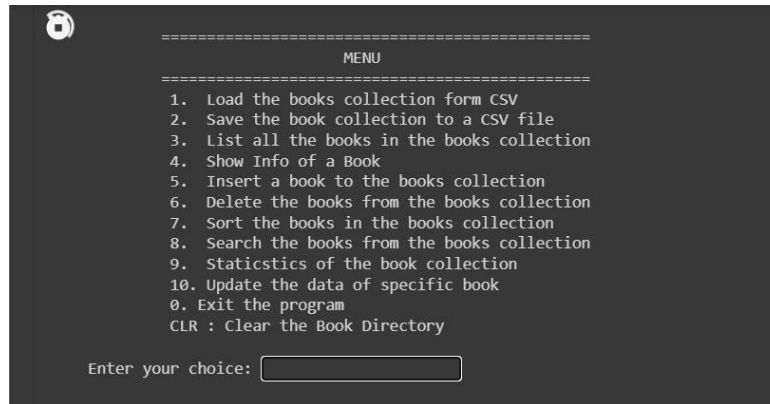 ===============================================
MENU
===============================================
1. Load the books collection form CSV
2. Save the book collection to a CSV file
3. List all the books in the books collection
4. Show Info of a Book
5. Insert a book to the books collection
6. Delete the books from the books collection
7. Sort the books in the books collection
8. Search the books from the books collection
9. Staticstics of the book collection
10. Update the data of specific book
0. Exit the program
CLR : Clear the Book Directory
Enter your choice: